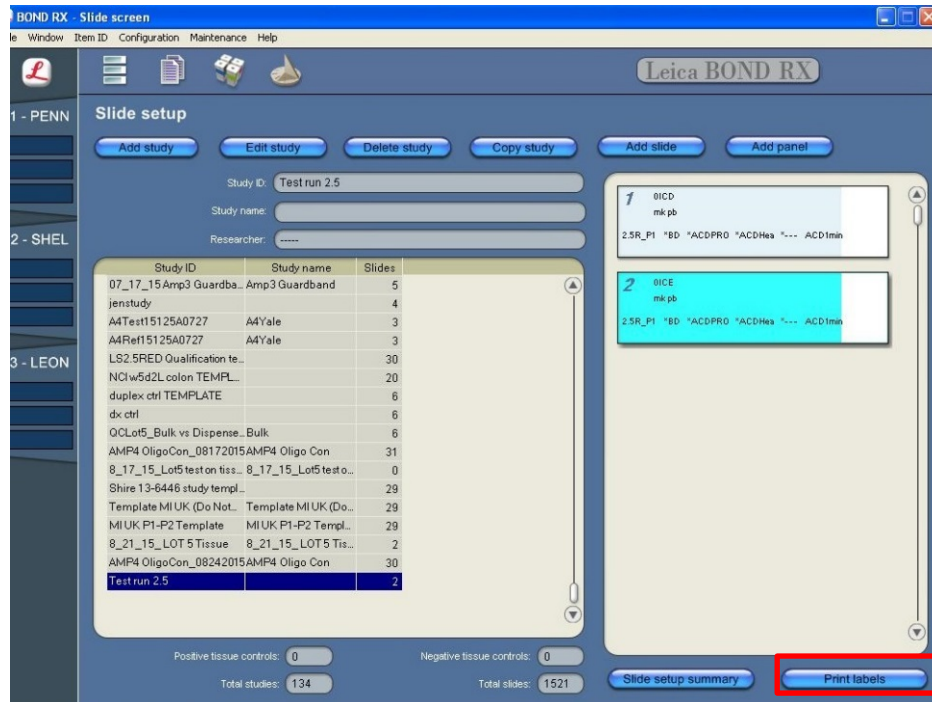 BOND RX - Slide screen
le Window Item ID Configuration Maintenance Help
L
Leica BOND RX
1 - PENN
2 - SHEL
3 - LEON
Slide setup
Add study Edit study Delete study Copy study Add slide Add panel
Study ID: Test run 2.5
Study name:
Researcher: -----
Study ID Study name Slides
07_17_15 Amp3 Guardba... Amp3 Guardband 5
jenstudy 4
A4Test15125A0727 A4Yale 3
A4Ref15125A0727 A4Yale 3
LS2.5RED Qualification te... 30
NCIw5d2L colon TEMPL... 20
duplex ctrl TEMPLATE 6
dx ctrl 6
QCLot5_Bulk vs Dispense... Bulk 6
AMP4 OligoCon_08172015 AMP4 Oligo Con 31
8_17_15_Lot5 test on tiss... 8_17_15_Lot5 test o... 0
Shire 13-6446 study templ... 29
Template MI UK (Do Not... Template MI UK (Do... 29
MI UK P1-P2 Template MI UK P1-P2 Templ... 29
8_21_15_LOT 5 Tissue 8_21_15_LOT 5 Tis... 2
AMP4 OligoCon_08242015 AMP4 Oligo Con 30
Test run 2.5 2
1 0ICD
mk pb
2.5R_P1 *BD *ACDPRO *ACDHea *--- ACD1min
2 0ICE
mk pb
2.5R_P1 *BD *ACDPRO *ACDHea *--- ACD1min
Positive tissue controls: 0 Negative tissue controls: 0
Total studies: 134 Total slides: 1521
Slide setup summary Print labels